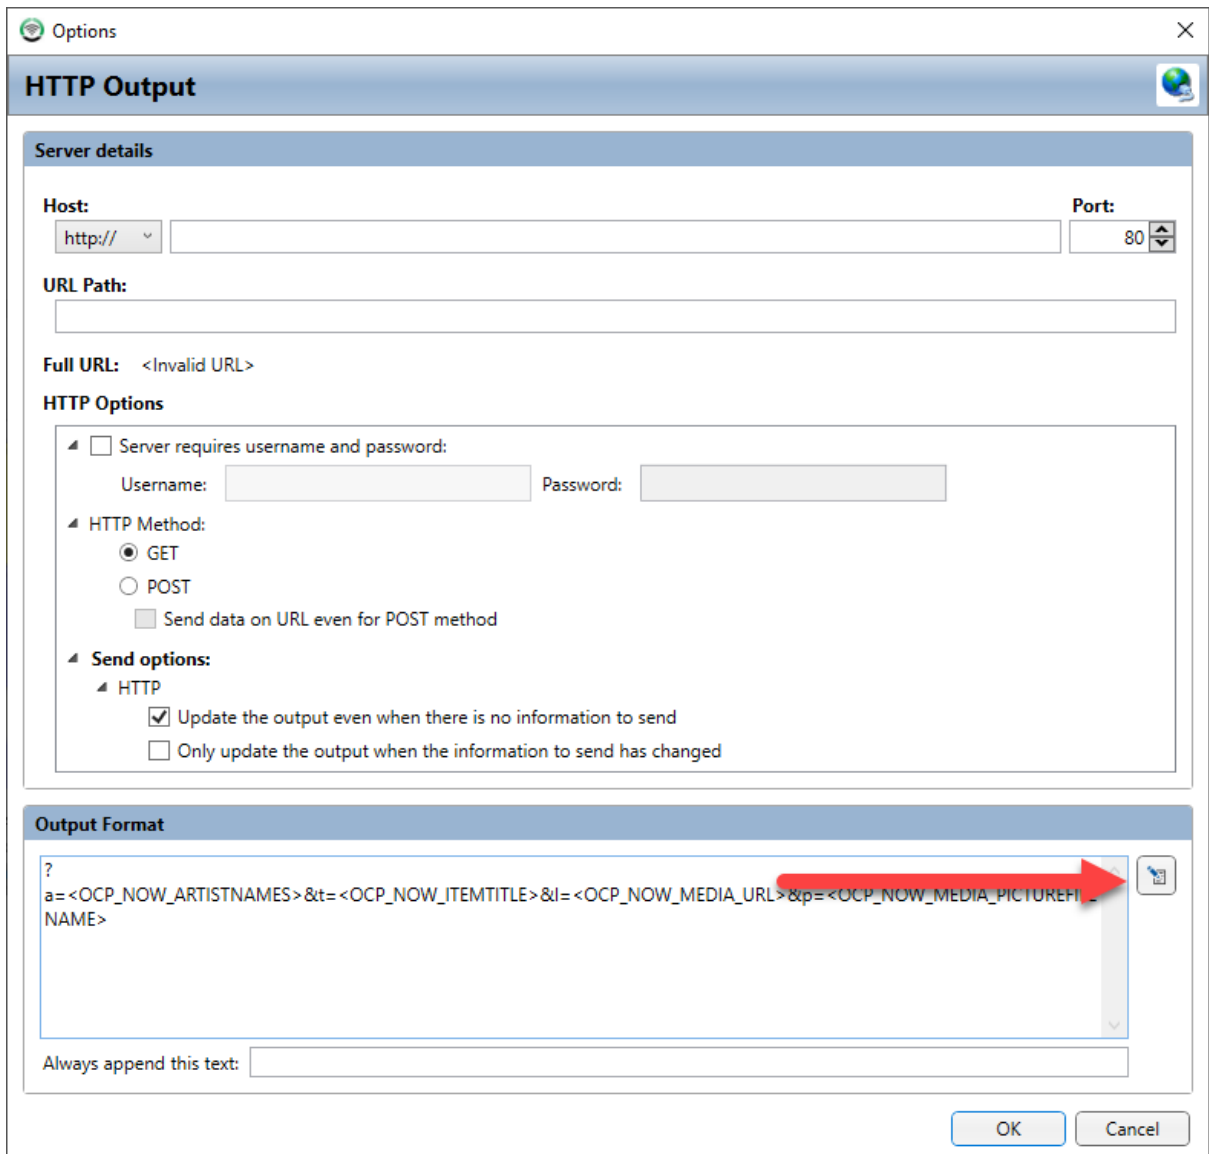 Options
HTTP Output
Server details
Host: Port:
http:// 80
URL Path:
Full URL: <Invalid URL>
HTTP Options
Server requires username and password:
Username: Password:
HTTP Method:
GET
POST
Send data on URL even for POST method
Send options:
HTTP
Update the output even when there is no information to send
Only update the output when the information to send has changed
Output Format
?
a=<OCP_NOW_ARTISTNAMES>&t=<OCP_NOW_ITEMTITLE>&l=<OCP_NOW_MEDIA_URL>&p=<OCP_NOW_MEDIA_PICTUREFILE
NAME>
Always append this text:
OK Cancel